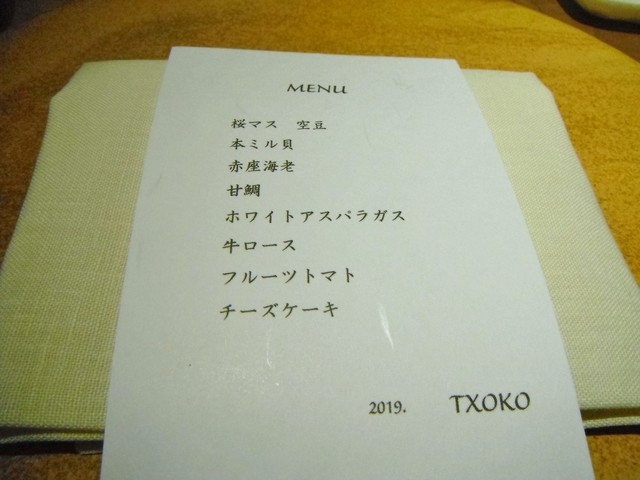 MENU
桜マス 空豆
本ミル貝
赤座海老
甘鯛
ホワイトアスパラガス
牛ロース
フルーツトマト
チーズケーキ
2019. TXOKO